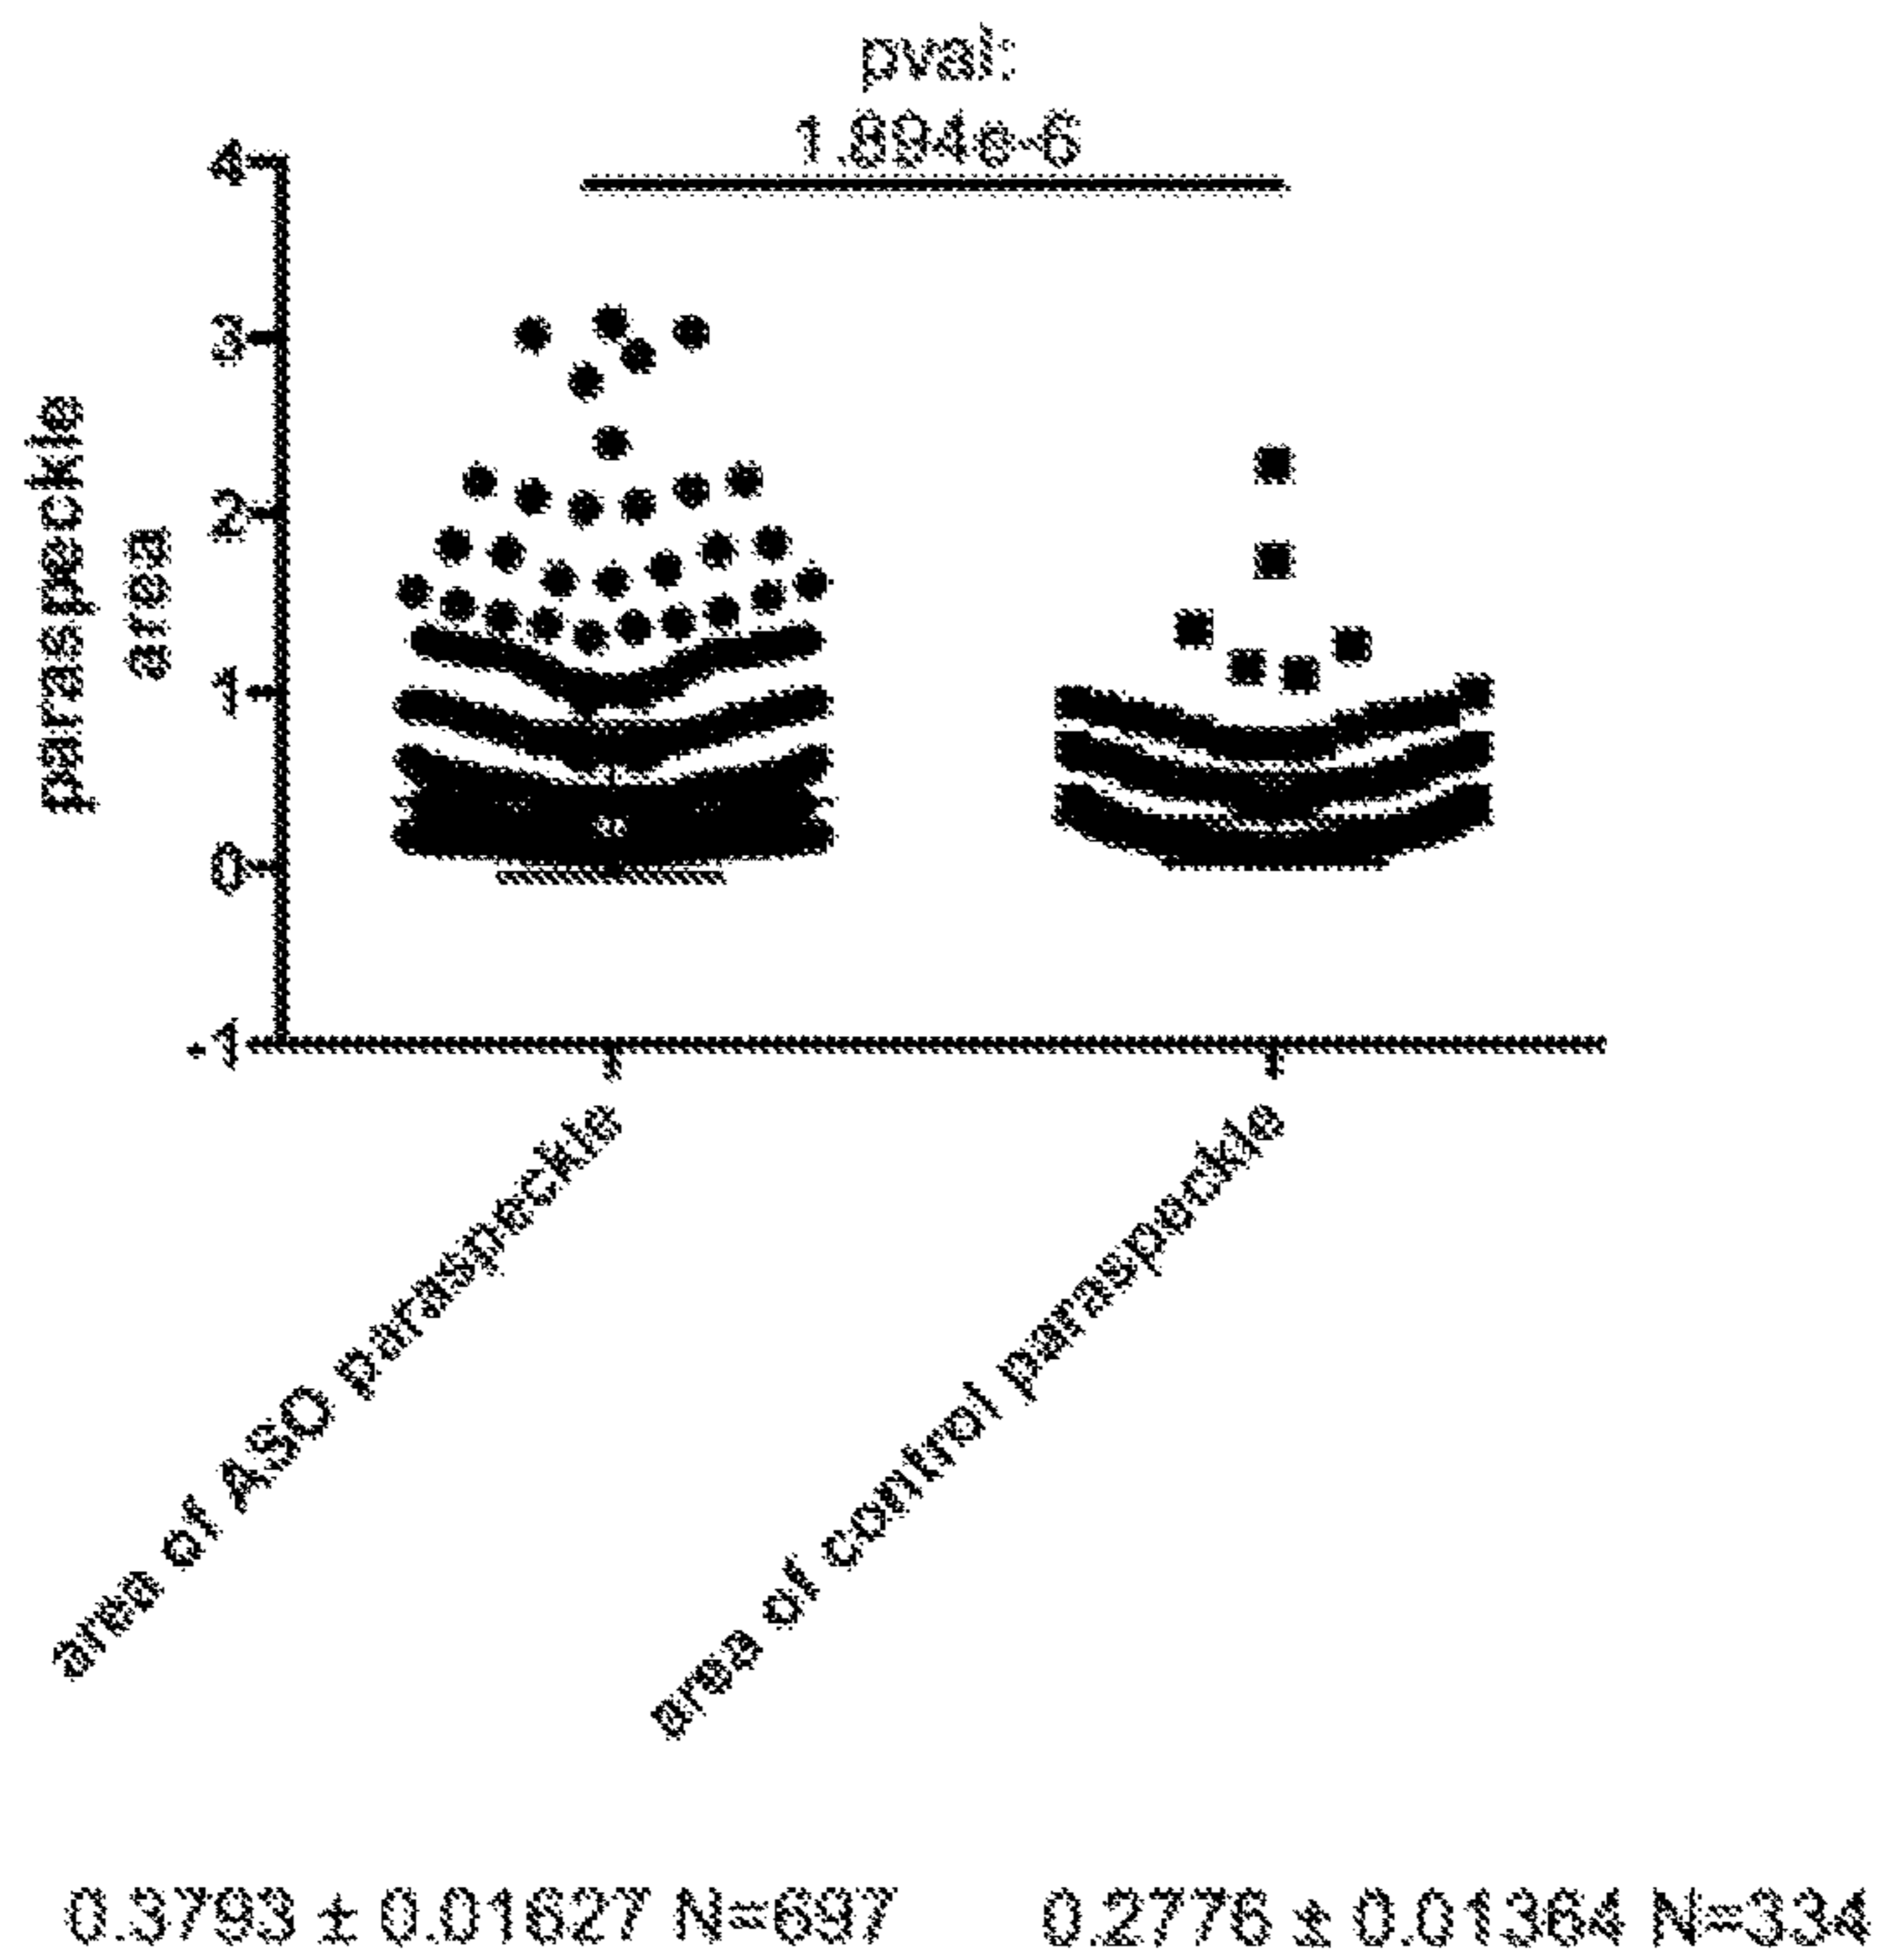 pval:
1.894e-6
4
3
2
1
0
-1
paraspeckle
area
area of ASO paraspeckle
area of control paraspeckle
0.3793 ± 0.01627 N=697
0.2776 ± 0.01364 N=334